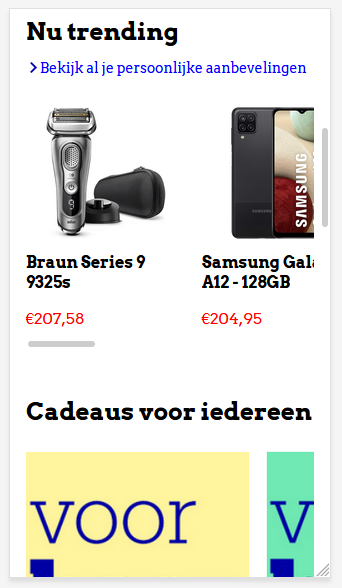 Nu trending
Bekijk al je persoonlijke aanbevelingen
SAMSUNG
SAMSUNG
Braun Series 9
9325s
Samsung Gala
A12 - 128GB
€207,58
€204,95
Cadeaus voor iedereen
voor
v